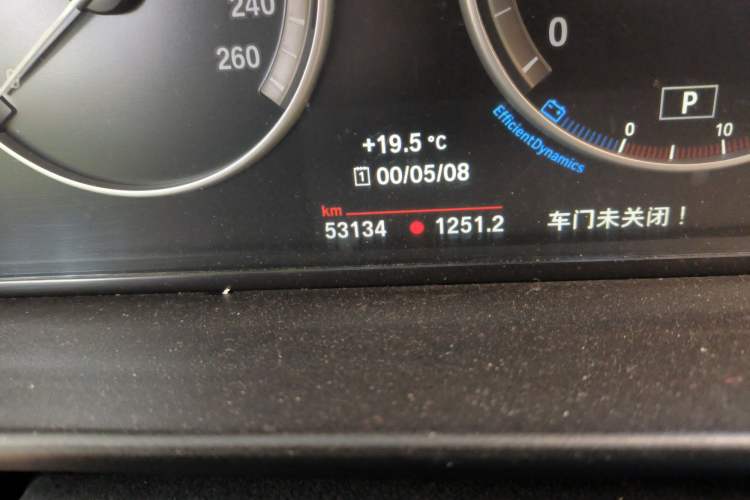 240
260
0
P
EfficientDynamics
0 10
+19.5 °C
1 00/05/08
km
53134 1251.2
车门未关闭！